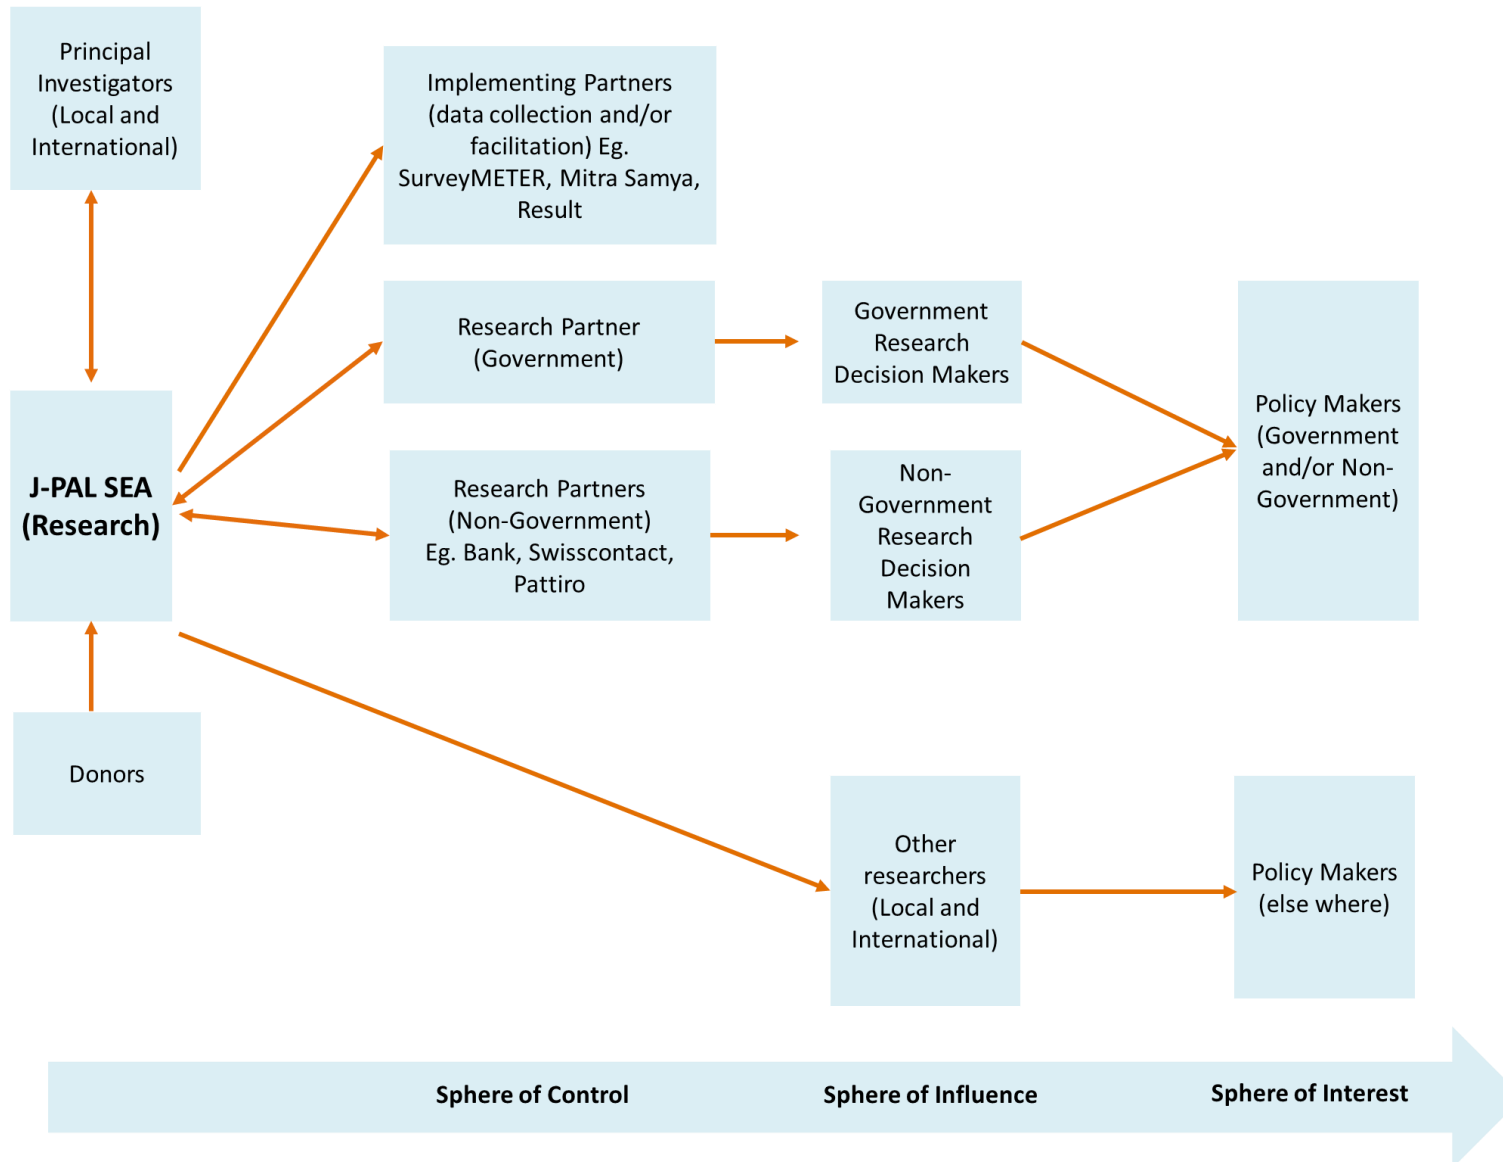 Principal
Investigators
(Local and
International)
Implementing Partners
(data collection and/or
facilitation) Eg.
SurveyMETER, Mitra Samya,
Result
Research Partner
(Government)
Government
Research
Decision Makers
Policy Makers
(Government
and/or Non-
Government)
J-PAL SEA
(Research)
Research Partners
(Non-Government)
Eg. Bank, Swisscontact,
Pattiro
Non-
Government
Research
Decision
Makers
Donors
Other
researchers
(Local and
International)
Policy Makers
(else where)
Sphere of Control
Sphere of Influence
Sphere of Interest